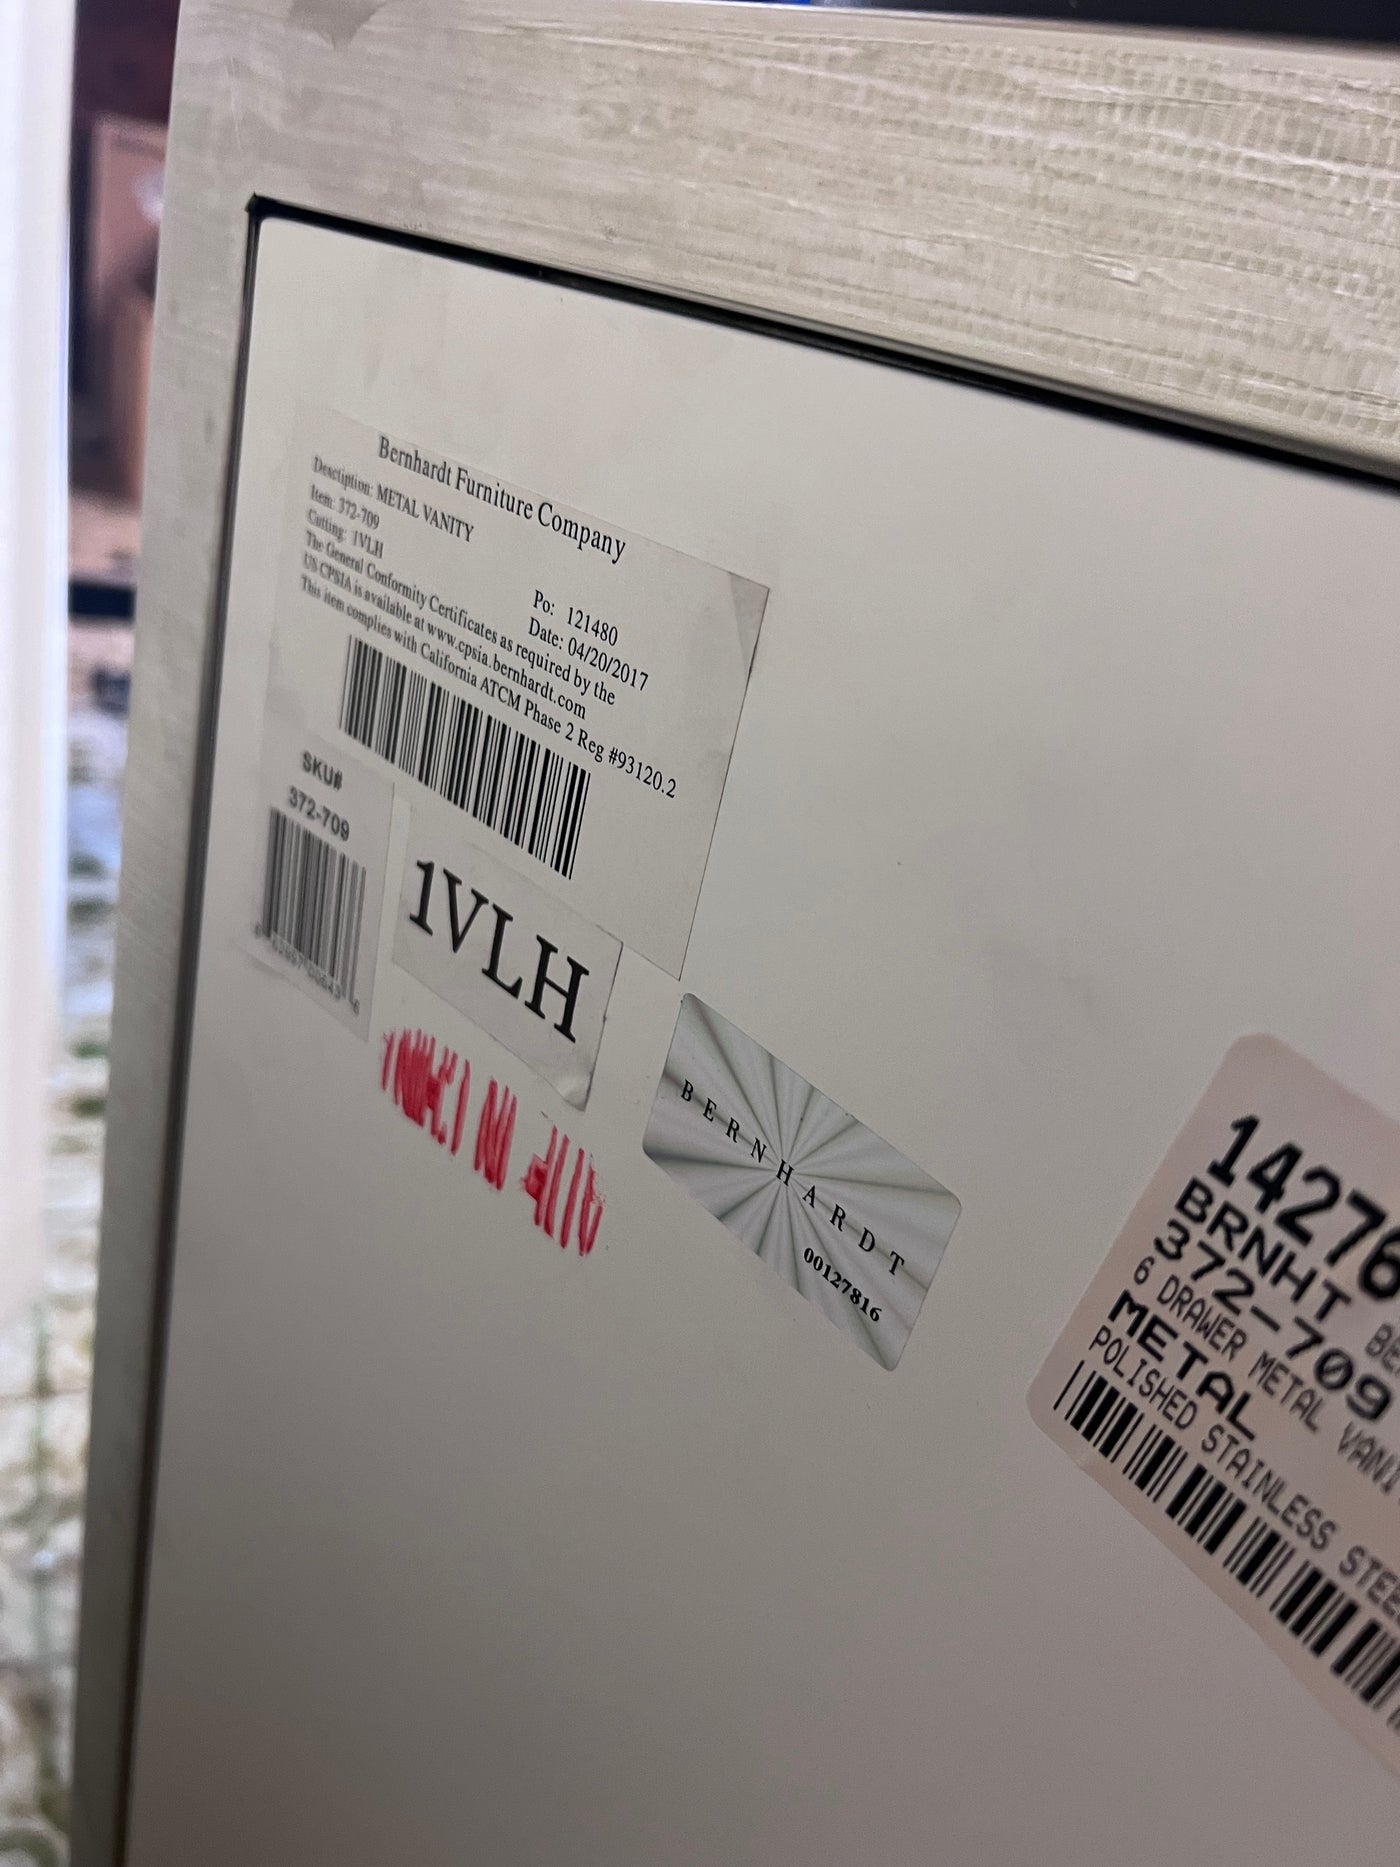 Bernhardt Furniture Company
Desctiption: METAL VANITY
Item: 372-709
Cutting: 1VLH
Po: 121480
Date: 04/20/2017
The General Conformity Certificates as required by the
US CPSIA is available at www.cpsia.bernhardt.com
This item complies with California ATCM Phase 2 Reg #93120.2
SKU#
372-709
1VLH
BERNHARDT
00127816
14276
BRNHT
372-709
6 DRAWER METAL VANI
METAL
POLISHED STAINLESS STEE